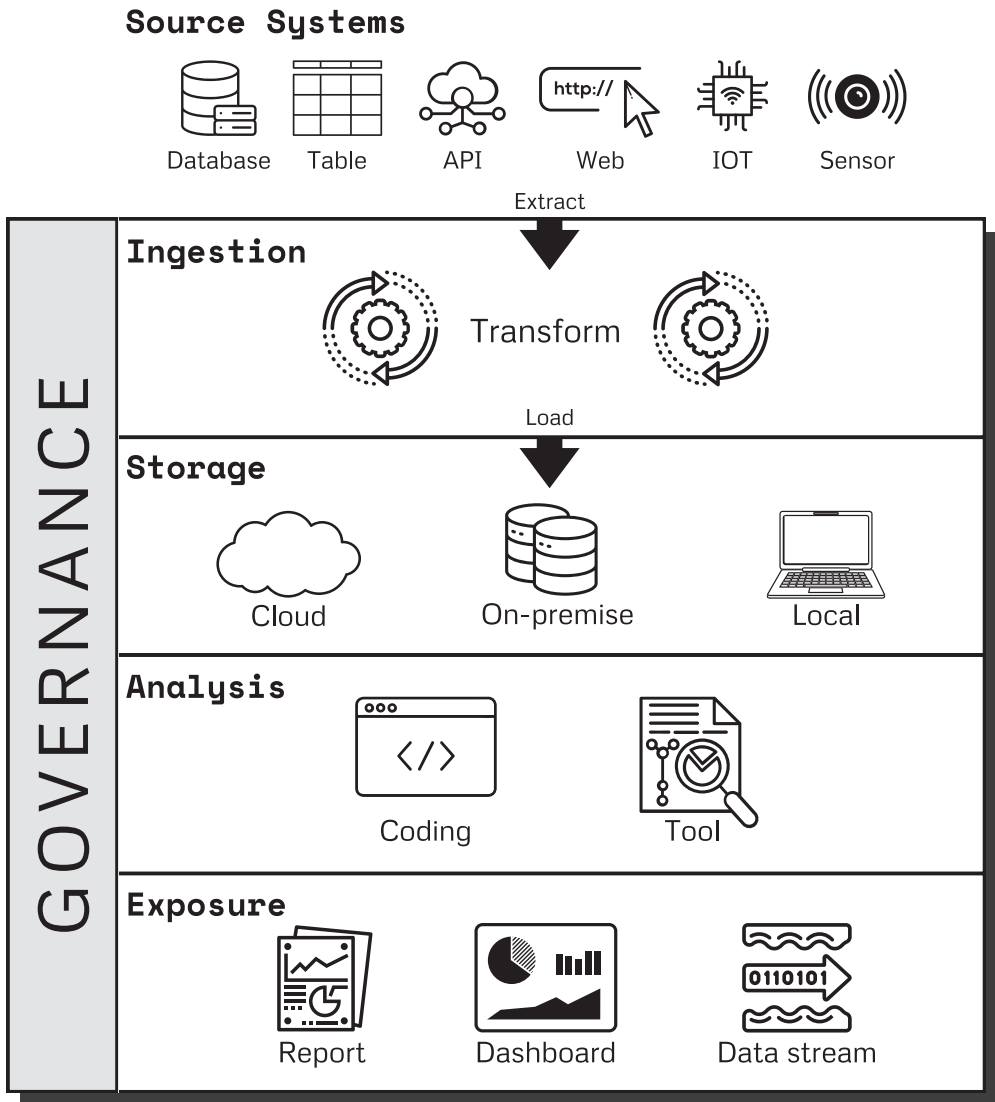 Source Systems
http://
Database Table API Web IOT Sensor
Extract
GOVERNANCE
Ingestion
Transform
Load
Storage
Cloud On-premise Local
Analysis
</>
Coding Tool
Exposure
0110101
Report Dashboard Data stream